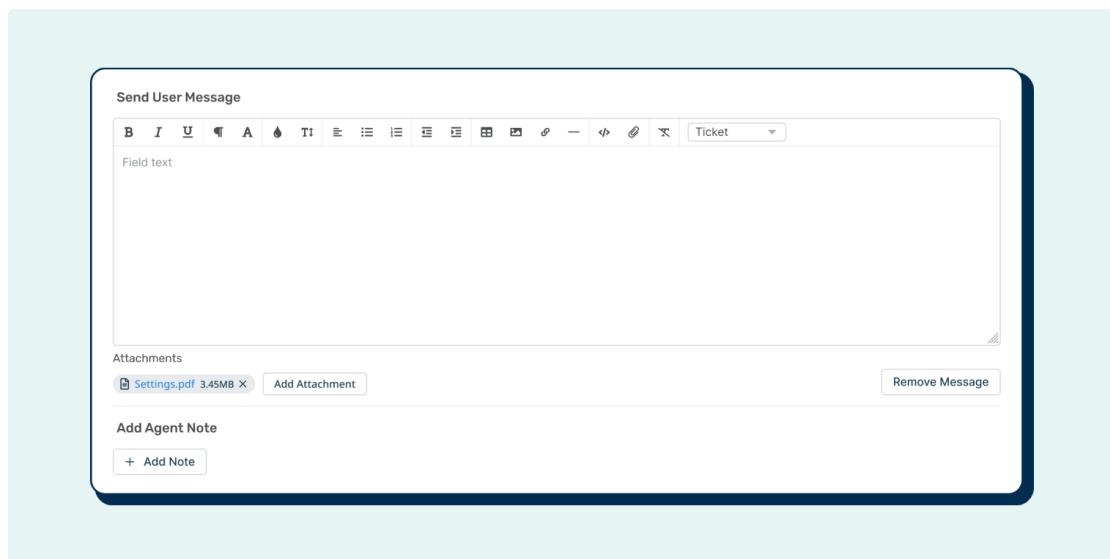 Send User Message
B I U ¶ A T Ticket
Field text
Attachments
Settings.pdf 3.45MB × Add Attachment Remove Message
Add Agent Note
+ Add Note